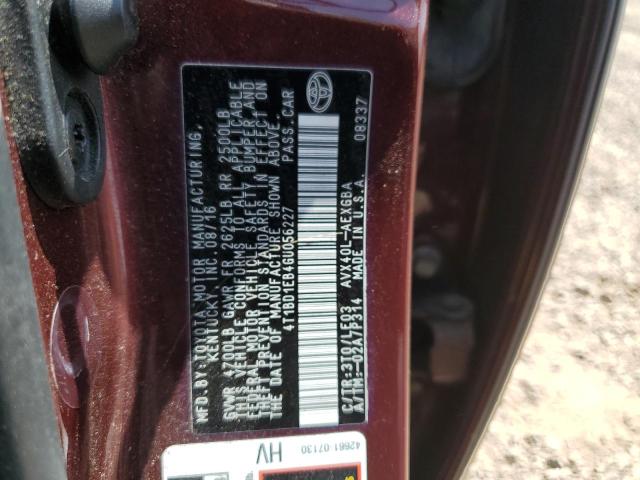 MFD.BY:TOYOTA MOTOR MANUFACTURING,
KENTUCKY, INC. 08/16
GVWR 4700LB GAWR FR 2625LB RR 2500LB
THIS VEHICLE CONFORMS TO ALL APPLICABLE
FEDERAL MOTOR VEHICLE SAFETY BUMPER, AND
THEFT PREVENTION STANDARDS IN EFFECT ON
THE DATE OF MANUFACTURE SHOWN ABOVE.
4T1BD1EB4GU056227 PASS.CAR
C/TR:3T0/LE03 AVX40L-AEXGBA
A/TM:-02A/P314 MADE IN U.S.A. 08337
42661-07130
HV